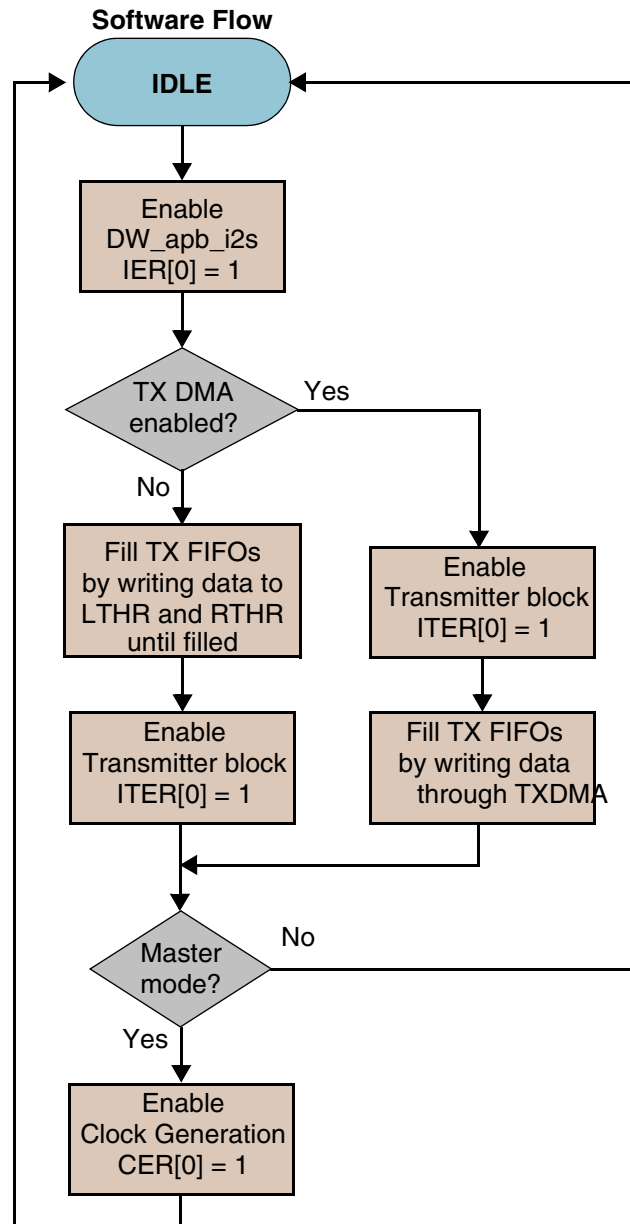 Software Flow
IDLE
Enable
DW_apb_i2s
IER[0] = 1
TX DMA
enabled?
Yes
No
Fill TX FIFOs
by writing data to
LTHR and RTHR
until filled
Enable
Transmitter block
ITER[0] = 1
Enable
Transmitter block
ITER[0] = 1
Fill TX FIFOs
by writing data
through TXDMA
Master
mode?
No
Yes
Enable
Clock Generation
CER[0] = 1